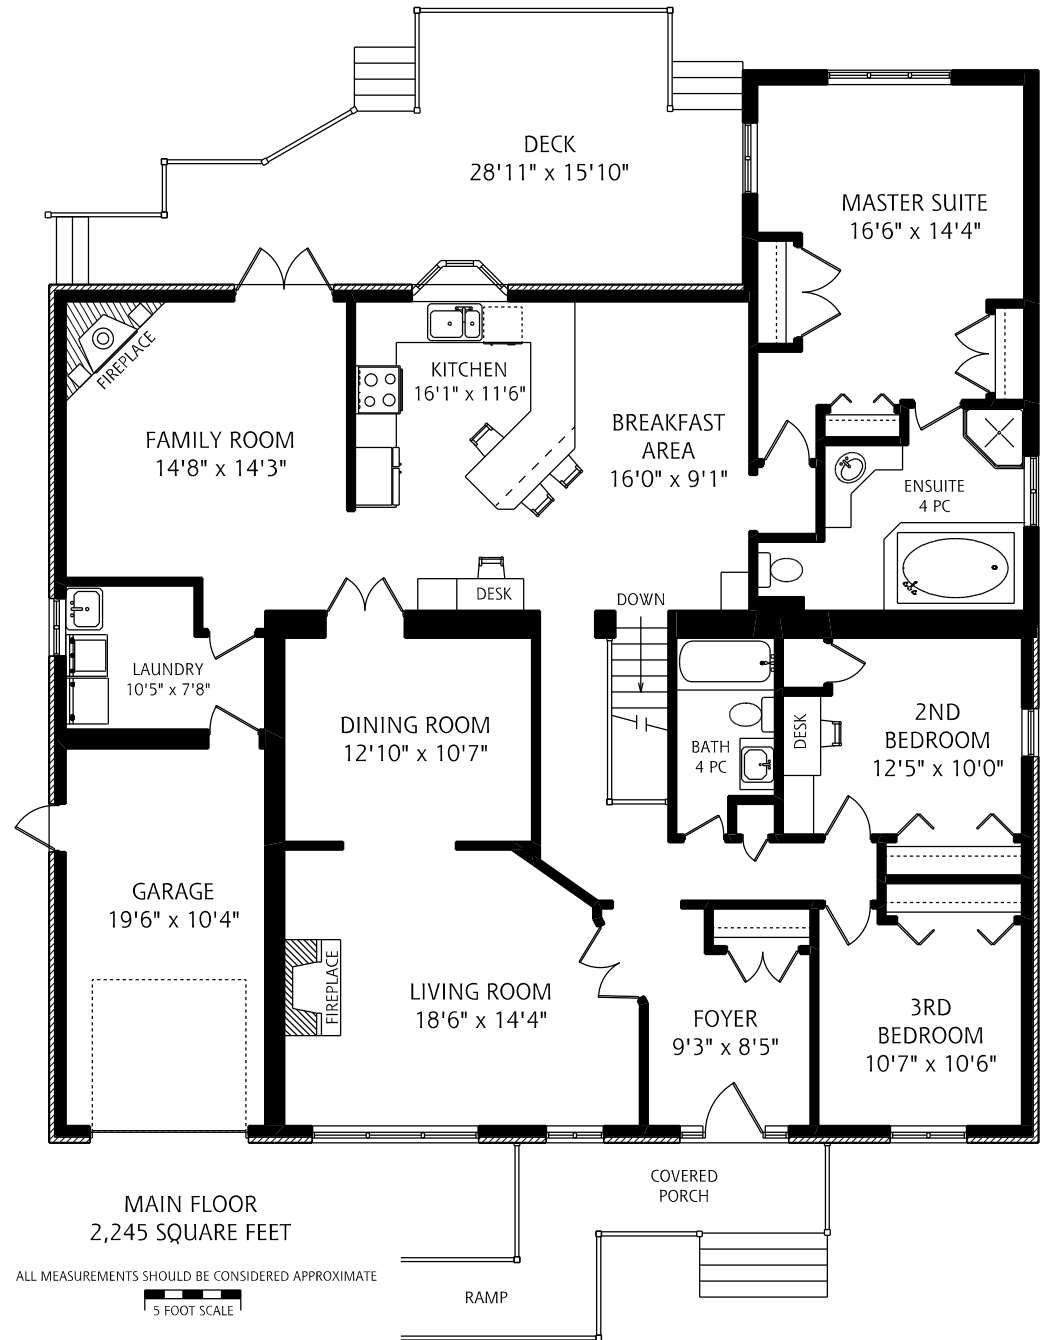 DECK
28'11" x 15'10"
MASTER SUITE
16'6" x 14'4"
FIREPLACE
KITCHEN
16'1" x 11'6"
FAMILY ROOM
14'8" x 14'3"
BREAKFAST
AREA
16'0" x 9'1"
ENSUITE
4 PC
DESK
DOWN
LAUNDRY
10'5" x 7'8"
DINING ROOM
12'10" x 10'7"
BATH
4 PC
DESK
2ND
BEDROOM
12'5" x 10'0"
GARAGE
19'6" x 10'4"
FIREPLACE
LIVING ROOM
18'6" x 14'4"
FOYER
9'3" x 8'5"
3RD
BEDROOM
10'7" x 10'6"
COVERED
PORCH
MAIN FLOOR
2,245 SQUARE FEET
ALL MEASUREMENTS SHOULD BE CONSIDERED APPROXIMATE
5 FOOT SCALE
RAMP